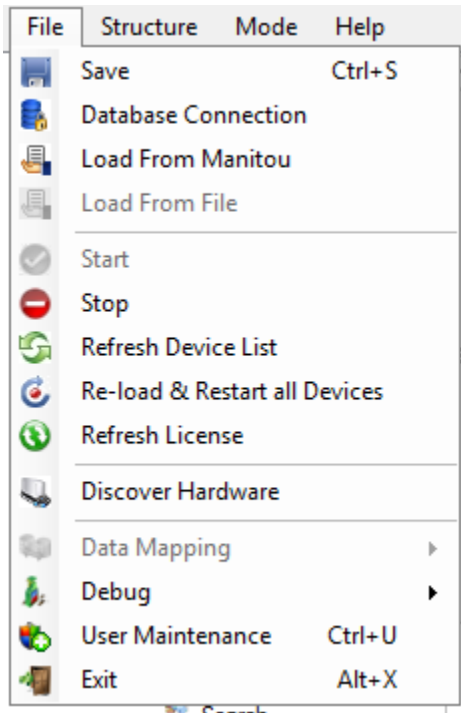 File Structure Mode Help
Save Ctrl+S
Database Connection
Load From Manitou
Load From File
Start
Stop
Refresh Device List
Re-load & Restart all Devices
Refresh License
Discover Hardware
Data Mapping
Debug
User Maintenance Ctrl+U
Exit Alt+X